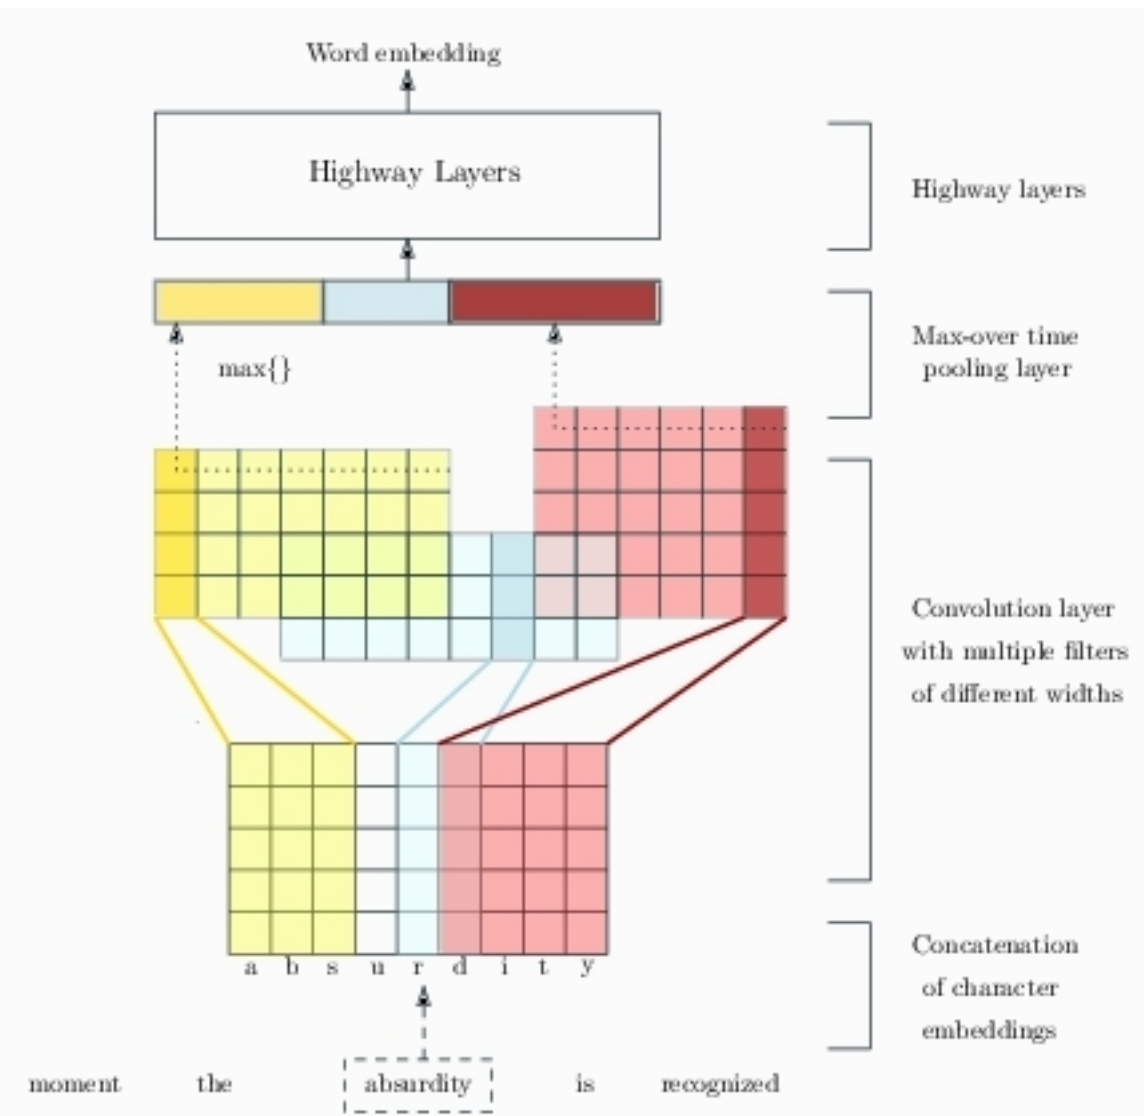 Word embedding
Highway Layers
Highway layers
Max-over time
pooling layer
max{}
Convolution layer
with multiple filters
of different widths
a b s u r d i t y
Concatenation
of character
embeddings
moment the absurdity is recognized